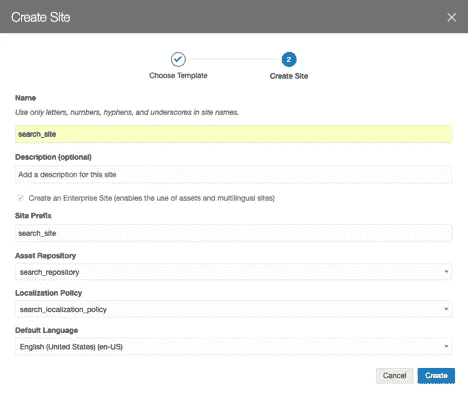 Create Site
2
Choose Template
Create Site
Name
Use only letters, numbers, hyphens, and underscores in site names.
search_site
Description (optional)
Add a description for this site
Create an Enterprise Site (enables the use of assets and multilingual sites)
Site Prefix
search_site
Asset Repository
search_repository
Localization Policy
search_localization_policy
Default Language
English (United States) (en-US)
Cancel Create